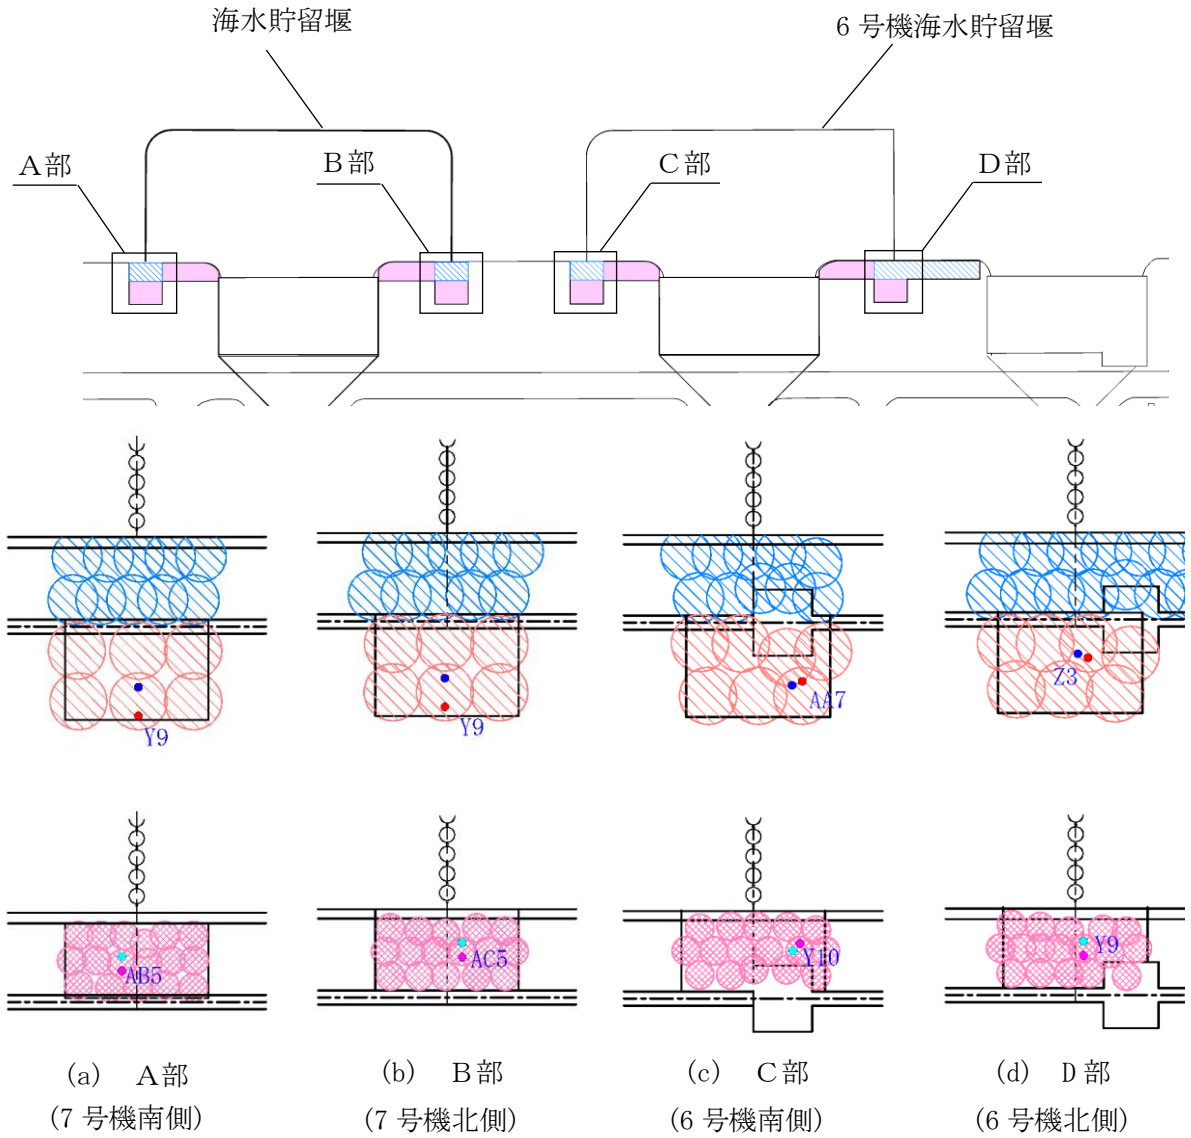 海水貯留堰
6 号機海水貯留堰
A部
B部
C部
D部
Y9
Y9
AA7
Z3
AB5
AC5
Y10
Y9
(a) A部
(b) B部
(c) C部
(d) D部
(7 号機南側)
(7 号機北側)
(6 号機南側)
(6 号機北側)